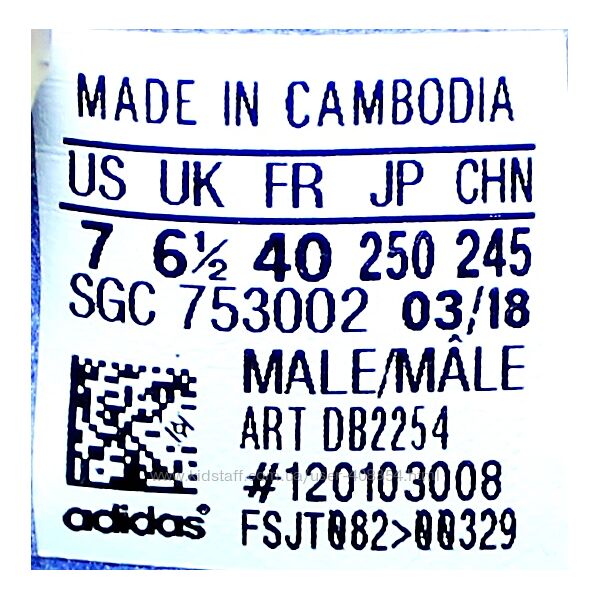 MADE IN CAMBODIA
US UK FR JP CHN
7 6½ 40 250 245
SGC 753002 03/18
MALE/MÂLE
ART DB2254
#120103008
adidas® FSJT082>00329